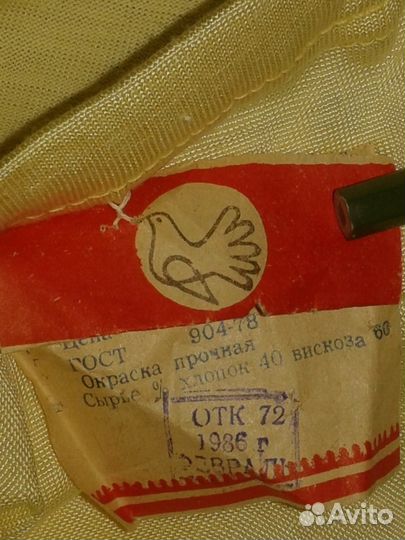 Цена
ГОСТ 904-78
Окраска прочная
Сырье % хлопок 40 вискоза 60
ОТК 72
1986 г
ФЕВРАЛЬ
Avito